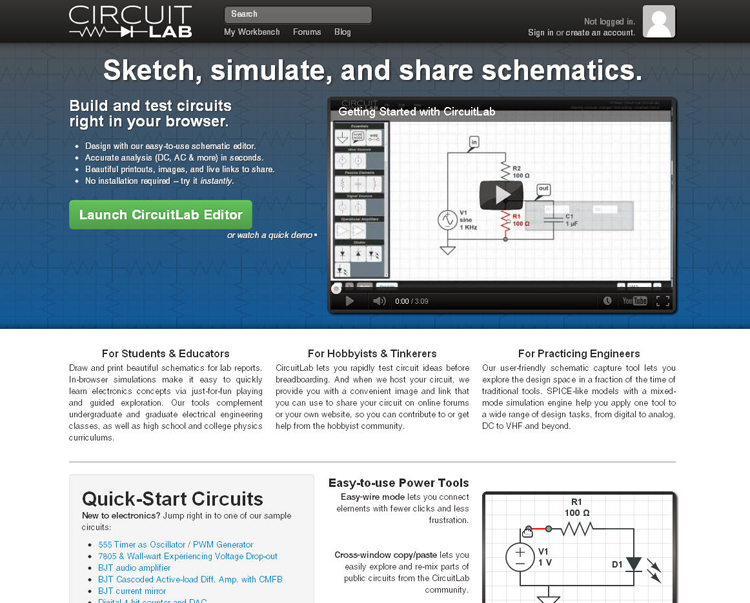 CIRCUIT
LAB
Search
My Workbench Forums Blog
Not logged in.
Sign in or create an account.
Sketch, simulate, and share schematics.
Build and test circuits
right in your browser.
• Design with our easy-to-use schematic editor.
• Accurate analysis (DC, AC & more) in seconds.
• Beautiful printouts, images, and live links to share.
• No installation required – try it instantly.
Launch CircuitLab Editor
or watch a quick demo •
Getting Started with CircuitLab
in
R2
100 Ω
out
V1
sine
1 KHz
R1
100 Ω
C1
1 µF
0:00 / 3:09
YouTube
For Students & Educators
Draw and print beautiful schematics for lab reports.
In-browser simulations make it easy to quickly
learn electronics concepts via just-for-fun playing
and guided exploration. Our tools complement
undergraduate and graduate electrical engineering
classes, as well as high school and college physics
curriculums.
For Hobbyists & Tinkerers
CircuitLab lets you rapidly test circuit ideas before
breadboarding. And when we host your circuit, we
provide you with a convenient image and link that
you can use to share your circuit on online forums
or your own website, so you can contribute to or get
help from the hobbyist community.
For Practicing Engineers
Our user-friendly schematic capture tool lets you
explore the design space in a fraction of the time of
traditional tools. SPICE-like models with a mixed-
mode simulation engine help you apply one tool to
a wide range of design tasks, from digital to analog,
DC to VHF and beyond.
Quick-Start Circuits
New to electronics? Jump right in to one of our sample
circuits:
• 555 Timer as Oscillator / PWM Generator
• 7805 & Wall-wart Experiencing Voltage Drop-out
• BJT audio amplifier
• BJT Cascoded Active-load Diff. Amp. with CMFB
• BJT current mirror
• Digital 4-bit counter and DAC
Easy-to-use Power Tools
Easy-wire mode lets you connect
elements with fewer clicks and less
frustration.
Cross-window copy/paste lets you
easily explore and re-mix parts of
public circuits from the CircuitLab
community.
R1
100 Ω
V1
1 V
D1